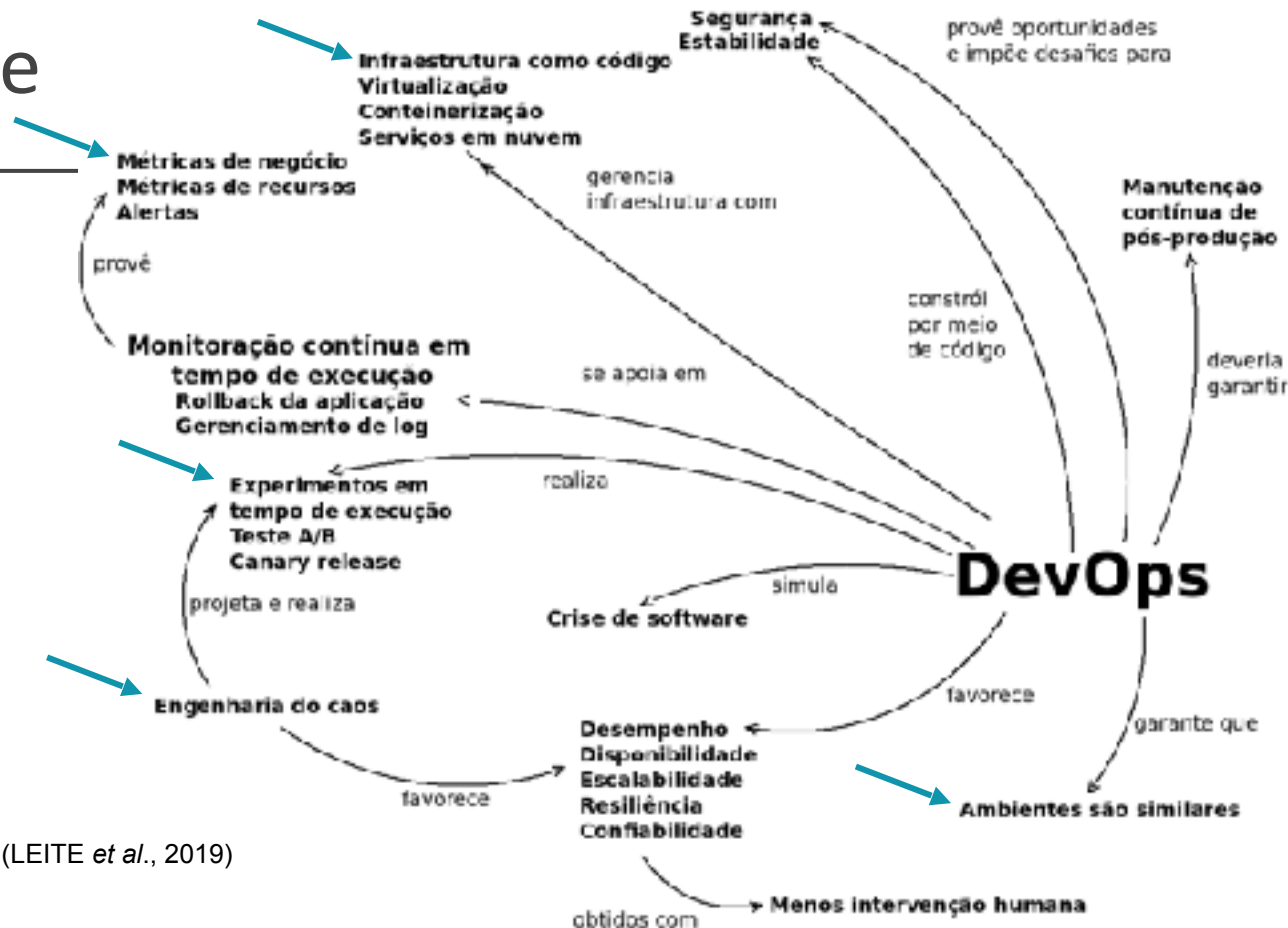 e
Segurança
Estabilidade
provê oportunidades
e impõe desafios para
Infraestrutura como código
Virtualização
Conteinerização
Serviços em nuvem
Métricas de negócio
Métricas de recursos
Alertas
gerencia
infraestrutura com
Manutenção
contínua de
pós-produção
provê
constrói
por meio
de código
Monitoração contínua em
tempo de execução
Rollback da aplicação
Gerenciamento de log
se apoia em
deveria
garantir
Experimentos em
tempo de execução
Teste A/B
Canary release
realiza
DevOps
simula
Crise de software
projeta e realiza
Engenharia do caos
favorece
Desempenho
Disponibilidade
Escalabilidade
Resiliência
Confiabilidade
garante que
favorece
Ambientes são similares
(LEITE et al., 2019)
Menos intervenção humana
obtidos com